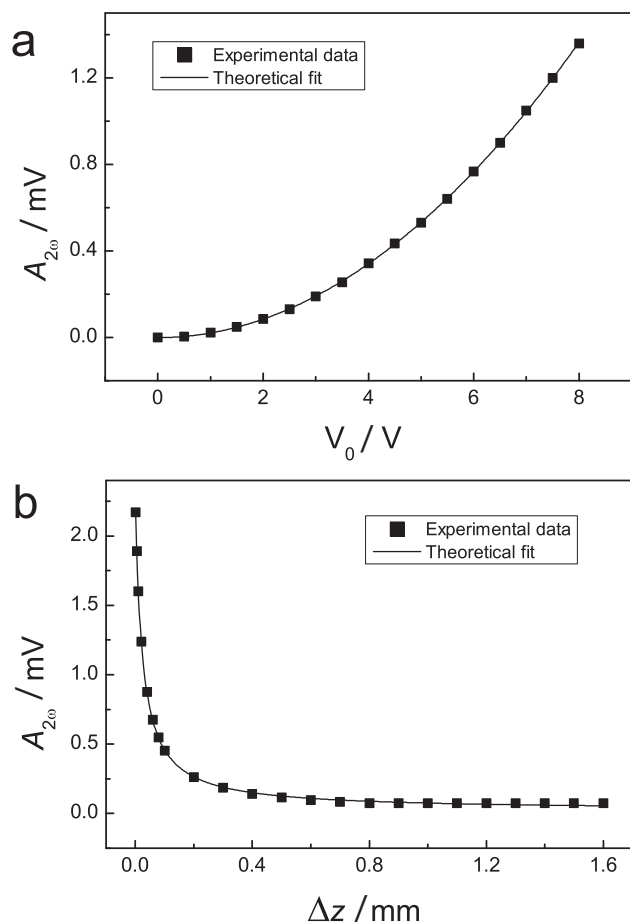 a
Experimental data
Theoretical fit
1.2
0.8
0.4
0.0
A2ω / mV
0 2 4 6 8
V0 / V
b
Experimental data
Theoretical fit
2.0
1.5
1.0
0.5
0.0
A2ω / mV
0.0 0.4 0.8 1.2 1.6
Δz /mm